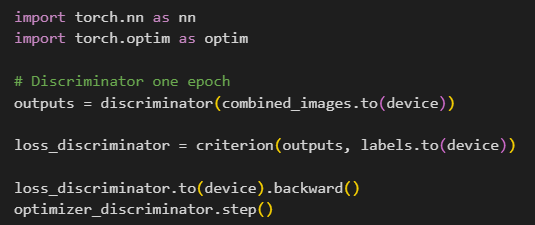 import torch.nn as nn
import torch.optim as optim
# Discriminator one epoch
outputs = discriminator(combined_images.to(device))
loss_discriminator = criterion(outputs, labels.to(device))
loss_discriminator.to(device).backward()
optimizer_discriminator.step()